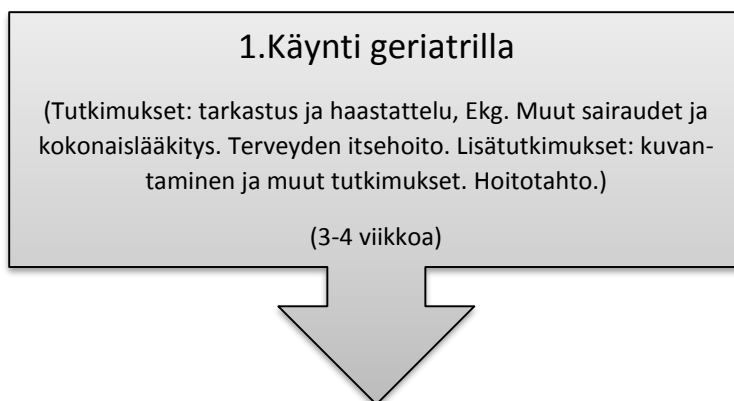 1.Käynti geriatrilla
(Tutkimukset: tarkastus ja haastattelu, Ekg. Muut sairaudet ja
kokonaislääkitys. Terveyden itsehoito. Lisätutkimukset: kuvan-
taminen ja muut tutkimukset. Hoitotahto.)
(3-4 viikkoa)